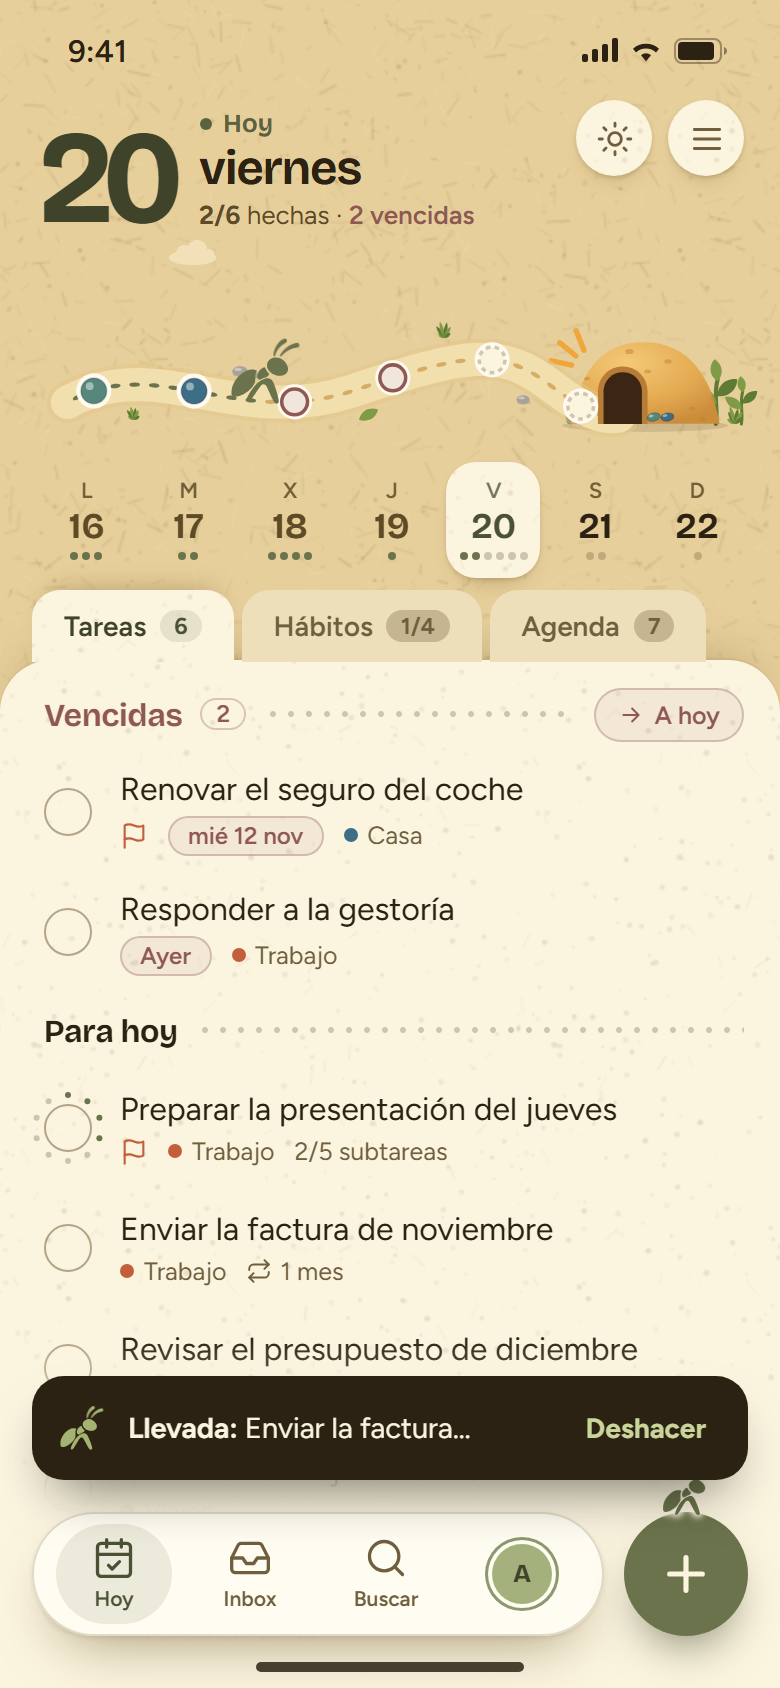 9:41
20
Hoy
viernes
2/6 hechas · 2 vencidas
L M X J V S D
16 17 18 19 20 21 22
Tareas 6 Hábitos 1/4 Agenda 7
Vencidas 2 → A hoy
Renovar el seguro del coche
mié 12 nov Casa
Responder a la gestoría
Ayer Trabajo
Para hoy
Preparar la presentación del jueves
Trabajo 2/5 subtareas
Enviar la factura de noviembre
Trabajo 1 mes
Revisar el presupuesto de diciembre
Llevada: Enviar la factura... Deshacer
Hoy Inbox Buscar A